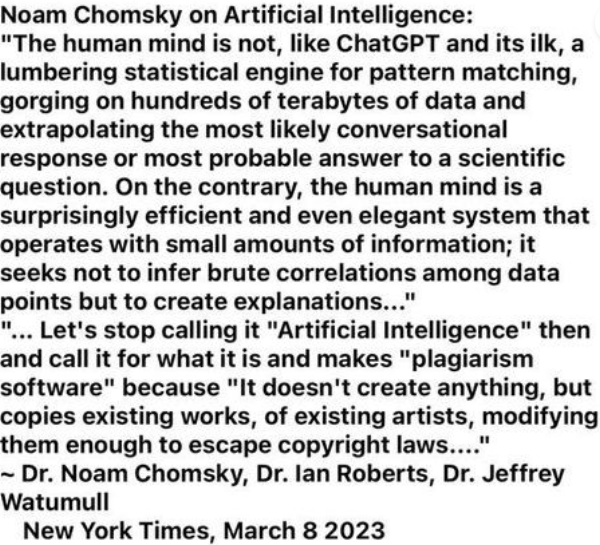 Noam Chomsky on Artificial Intelligence:
"The human mind is not, like ChatGPT and its ilk, a
lumbering statistical engine for pattern matching,
gorging on hundreds of terabytes of data and
extrapolating the most likely conversational
response or most probable answer to a scientific
question. On the contrary, the human mind is a
surprisingly efficient and even elegant system that
operates with small amounts of information; it
seeks not to infer brute correlations among data
points but to create explanations..."
"... Let's stop calling it "Artificial Intelligence" then
and call it for what it is and makes "plagiarism
software" because "It doesn't create anything, but
copies existing works, of existing artists, modifying
them enough to escape copyright laws...."
~ Dr. Noam Chomsky, Dr. Ian Roberts, Dr. Jeffrey
Watumull
New York Times, March 8 2023